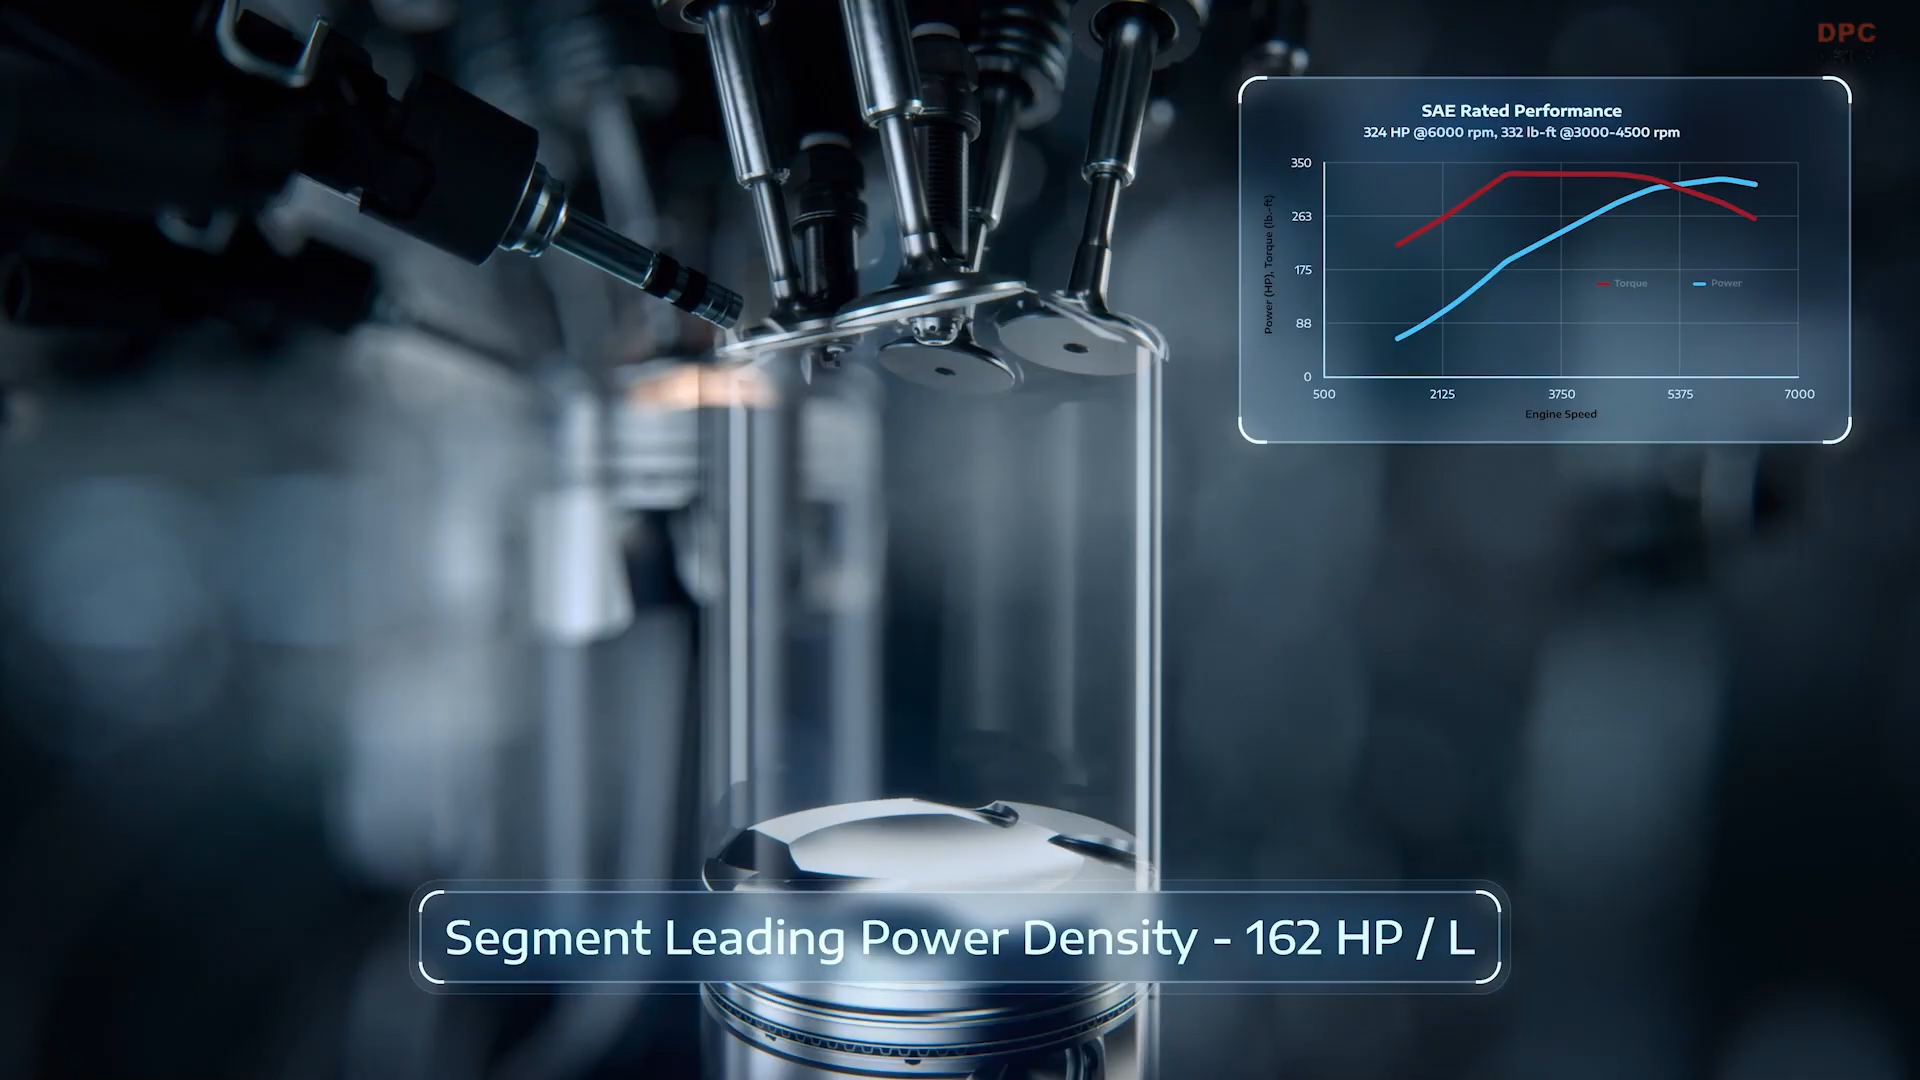 DPC
SAE Rated Performance
324 HP @6000 rpm, 332 lb-ft @3000-4500 rpm
350
263
175
88
0
Power (HP), Torque (lb.-ft)
Torque
Power
500
2125
3750
5375
7000
Engine Speed
Segment Leading Power Density - 162 HP / L